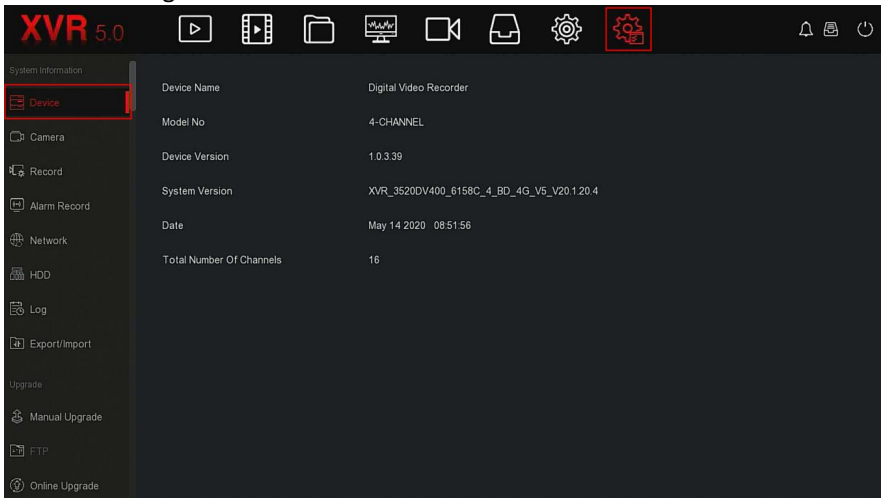 XVR 5.0
System Information
Device
Camera
Record
Alarm Record
Network
HDD
Log
Export/Import
Upgrade
Manual Upgrade
FTP
Online Upgrade
Device Name Digital Video Recorder
Model No 4-CHANNEL
Device Version 1.0.3.39
System Version XVR_3520DV400_6158C_4_BD_4G_V5_V20.1.20.4
Date May 14 2020 08:51:56
Total Number Of Channels 16